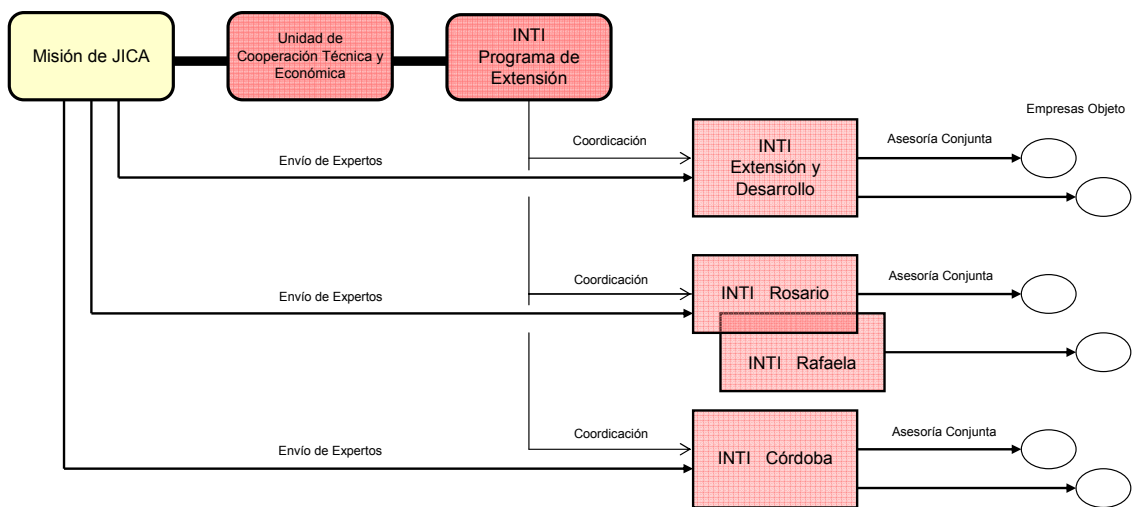 Misión de JICA
Unidad de
Cooperación Técnica y
Económica
INTI
Programa de
Extensión
Empresas Objeto
Coordicación
Envío de Expertos
INTI
Extensión y
Desarrollo
Asesoría Conjunta
Coordicación
Envío de Expertos
INTI Rosario
Asesoría Conjunta
INTI Rafaela
Coordicación
Envío de Expertos
INTI Córdoba
Asesoría Conjunta